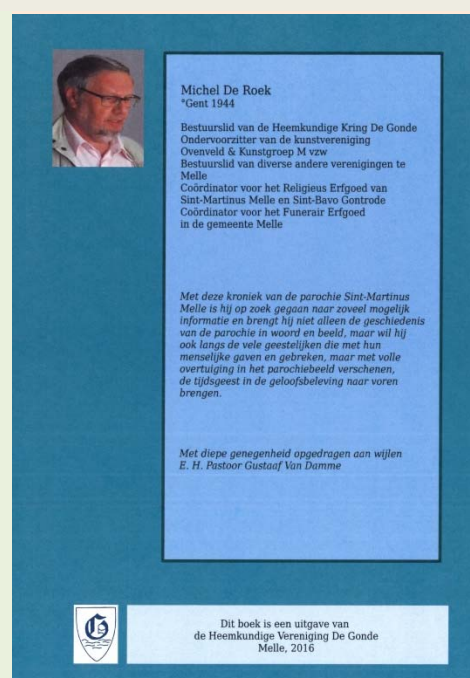 Michel De Roek
*Gent 1944
Bestuurslid van de Heemkundige Kring De Gonde
Ondervoorzitter van de kunstvereniging
Ovenveld & Kunstgroep M vzw
Bestuurslid van diverse andere verenigingen te
Melle
Coördinator voor het Religieus Erfgoed van
Sint-Martinus Melle en Sint-Bavo Gontrode
Coördinator voor het Funerair Erfgoed
in de gemeente Melle
Met deze kroniek van de parochie Sint-Martinus
Melle is hij op zoek gegaan naar zoveel mogelijk
informatie en brengt hij niet alleen de geschiedenis
van de parochie in woord en beeld, maar wil hij
ook langs de vele geestelijken die met hun
menselijke gaven en gebreken, maar met volle
overtuiging in het parochiebeeld verschenen,
de tijdsgeest in de geloofsbeleving naar voren
brengen.
Met diepe genegenheid opgedragen aan wijlen
E. H. Pastoor Gustaaf Van Damme
G
Dit boek is een uitgave van
de Heemkundige Vereniging De Gonde
Melle, 2016